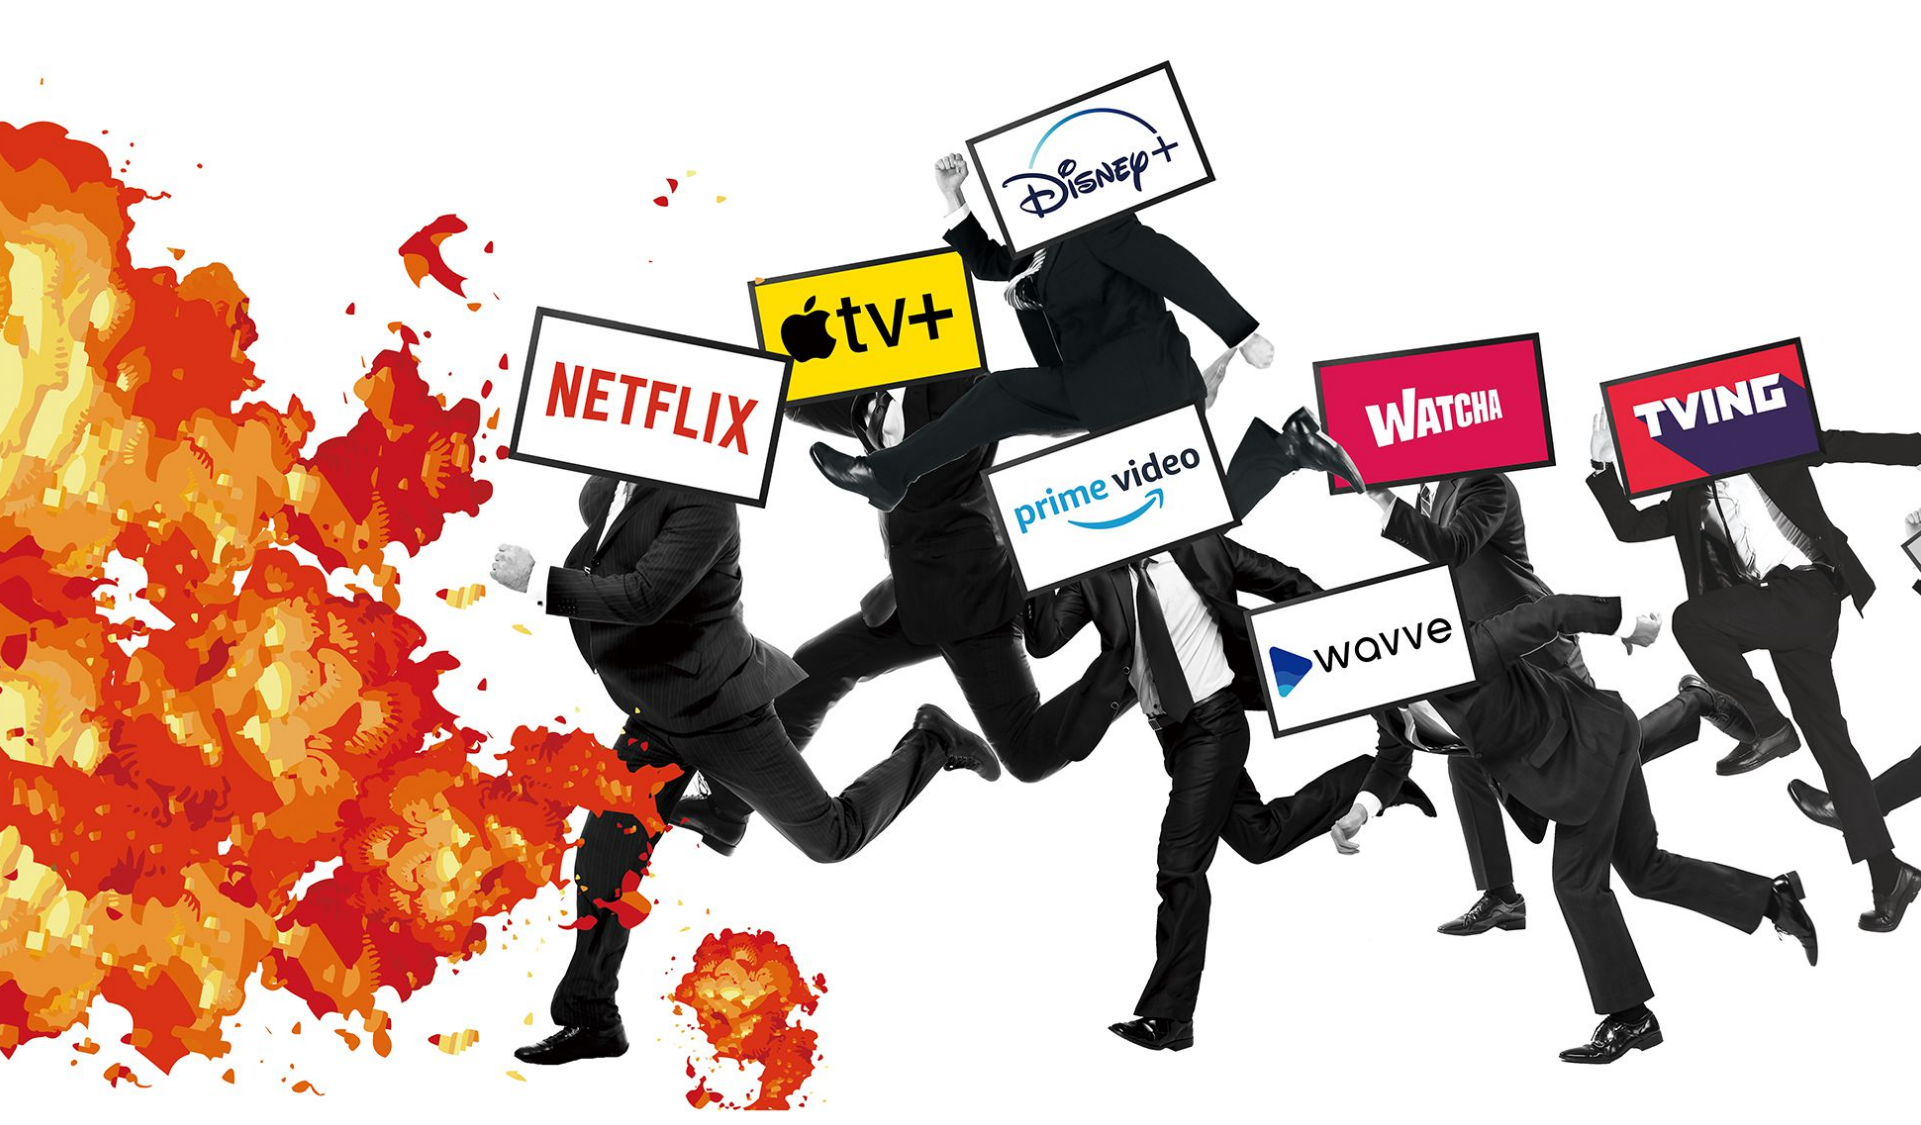 DISNEY+
tv+
NETFLIX
WATCHA
TVING
prime video
wavve